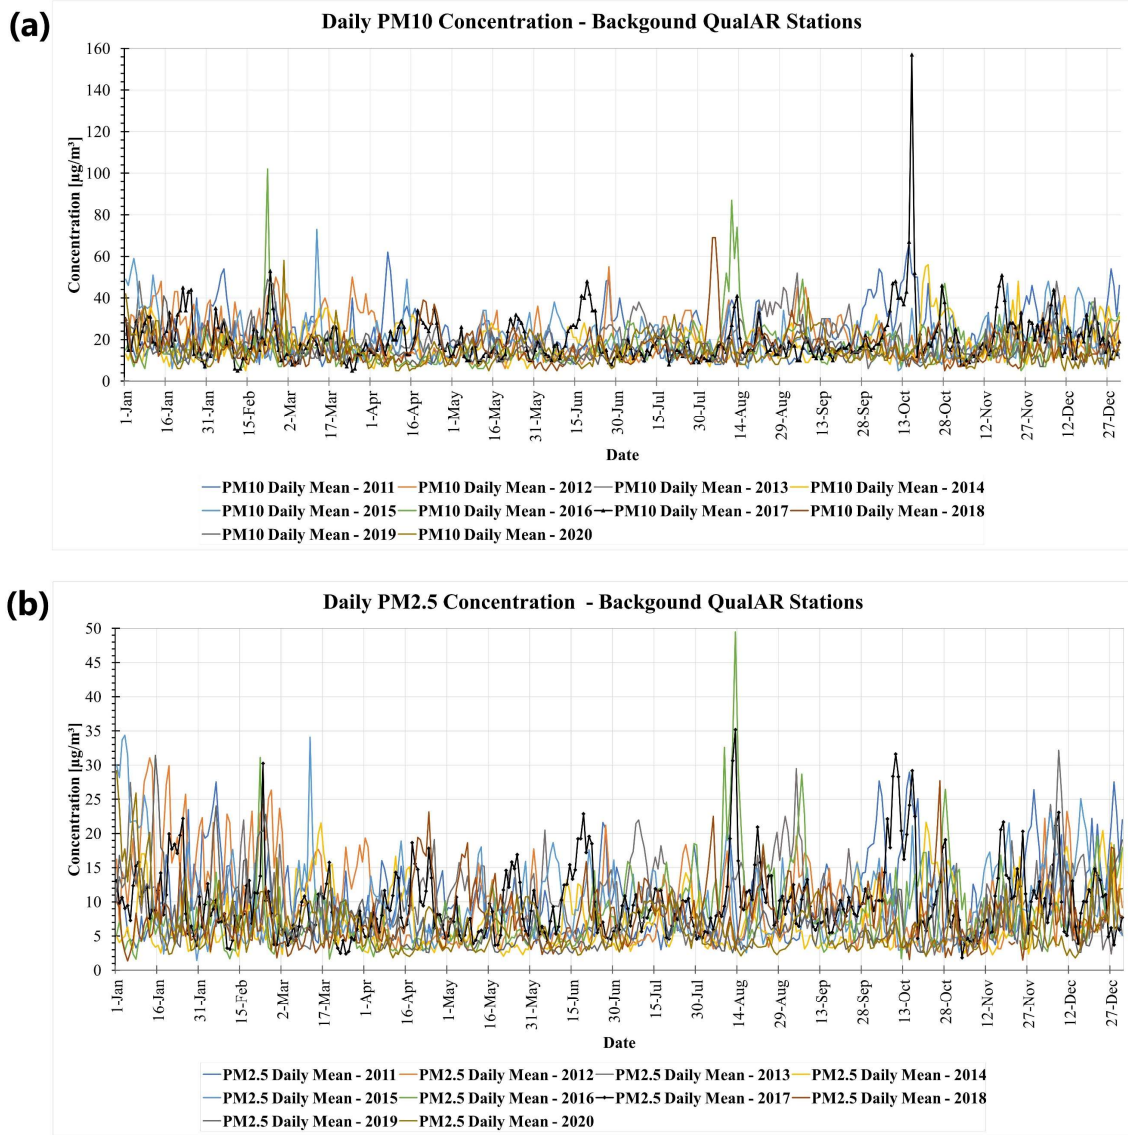 (a)
Daily PM10 Concentration - Backgound QualAR Stations
Concentration [µg/m³]
160
140
120
100
80
60
40
20
0
1-Jan 16-Jan 31-Jan 15-Feb 2-Mar 17-Mar 1-Apr 16-Apr 1-May 16-May 31-May 15-Jun 30-Jun 15-Jul 30-Jul 14-Aug 29-Aug 13-Sep 28-Sep 13-Oct 28-Oct 12-Nov 27-Nov 12-Dec 27-Dec
Date
PM10 Daily Mean - 2011 PM10 Daily Mean - 2012 PM10 Daily Mean - 2013 PM10 Daily Mean - 2014
PM10 Daily Mean - 2015 PM10 Daily Mean - 2016 PM10 Daily Mean - 2017 PM10 Daily Mean - 2018
PM10 Daily Mean - 2019 PM10 Daily Mean - 2020
(b)
Daily PM2.5 Concentration - Backgound QualAR Stations
Concentration [µg/m³]
50
45
40
35
30
25
20
15
10
5
0
1-Jan 16-Jan 31-Jan 15-Feb 2-Mar 17-Mar 1-Apr 16-Apr 1-May 16-May 31-May 15-Jun 30-Jun 15-Jul 30-Jul 14-Aug 29-Aug 13-Sep 28-Sep 13-Oct 28-Oct 12-Nov 27-Nov 12-Dec 27-Dec
Date
PM2.5 Daily Mean - 2011 PM2.5 Daily Mean - 2012 PM2.5 Daily Mean - 2013 PM2.5 Daily Mean - 2014
PM2.5 Daily Mean - 2015 PM2.5 Daily Mean - 2016 PM2.5 Daily Mean - 2017 PM2.5 Daily Mean - 2018
PM2.5 Daily Mean - 2019 PM2.5 Daily Mean - 2020